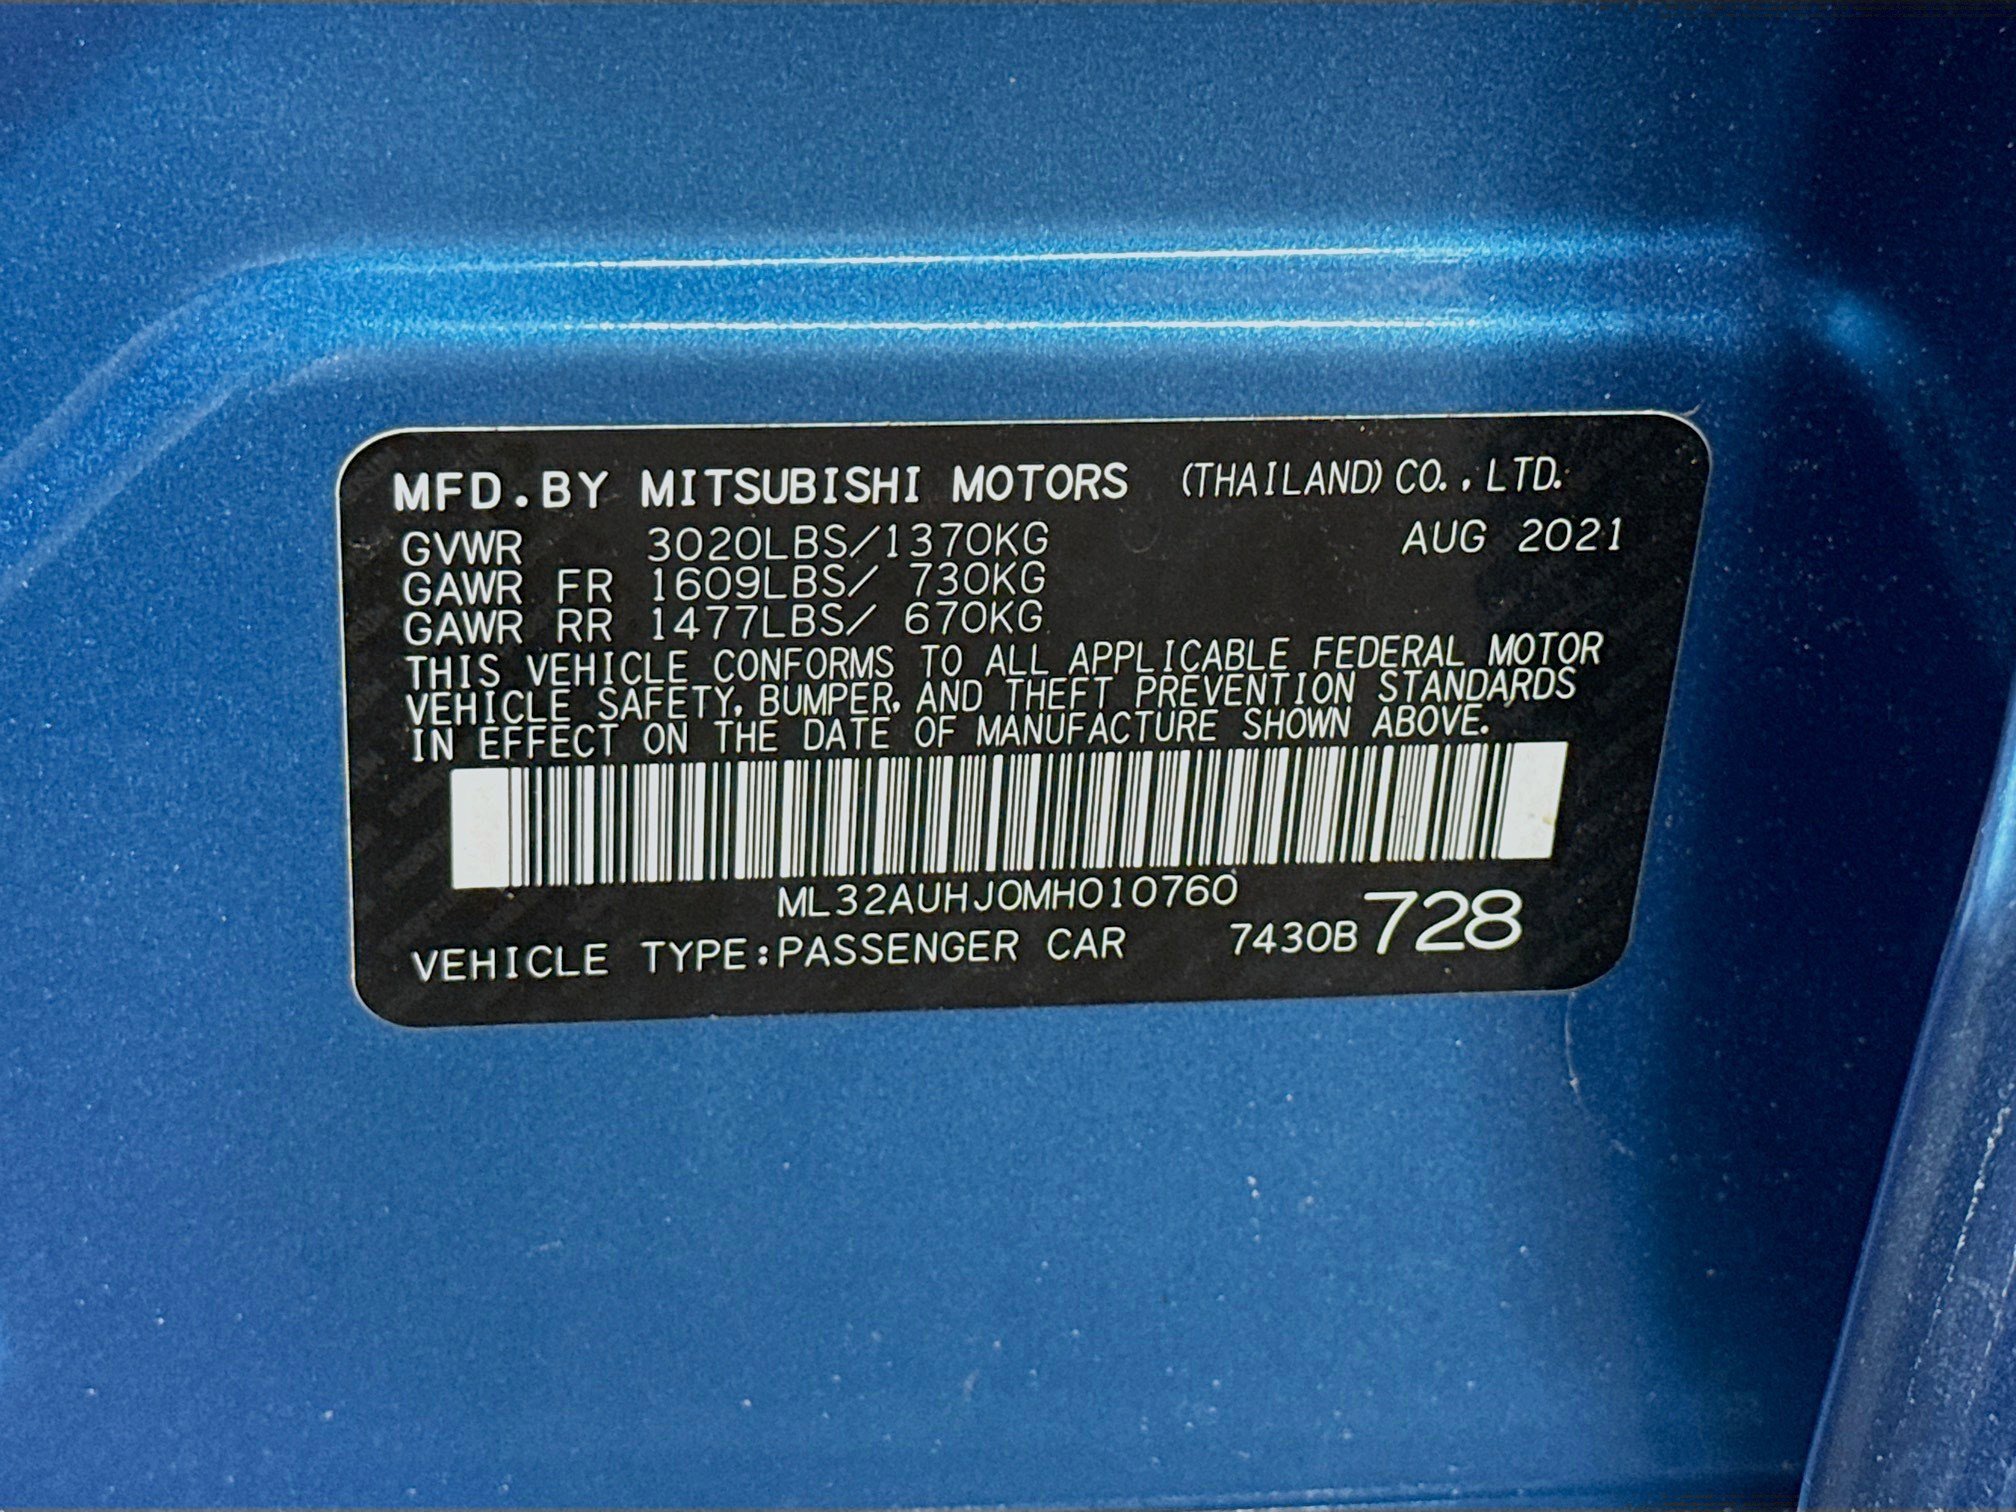 MFD.BY MITSUBISHI MOTORS (THAILAND) CO.,LTD.
GVWR 3020LBS/1370KG AUG 2021
GAWR FR 1609LBS/ 730KG
GAWR RR 1477LBS/ 670KG
THIS VEHICLE CONFORMS TO ALL APPLICABLE FEDERAL MOTOR
VEHICLE SAFETY, BUMPER, AND THEFT PREVENTION STANDARDS
IN EFFECT ON THE DATE OF MANUFACTURE SHOWN ABOVE.
ML32AUHJ0MH010760
VEHICLE TYPE:PASSENGER CAR 7430B 728